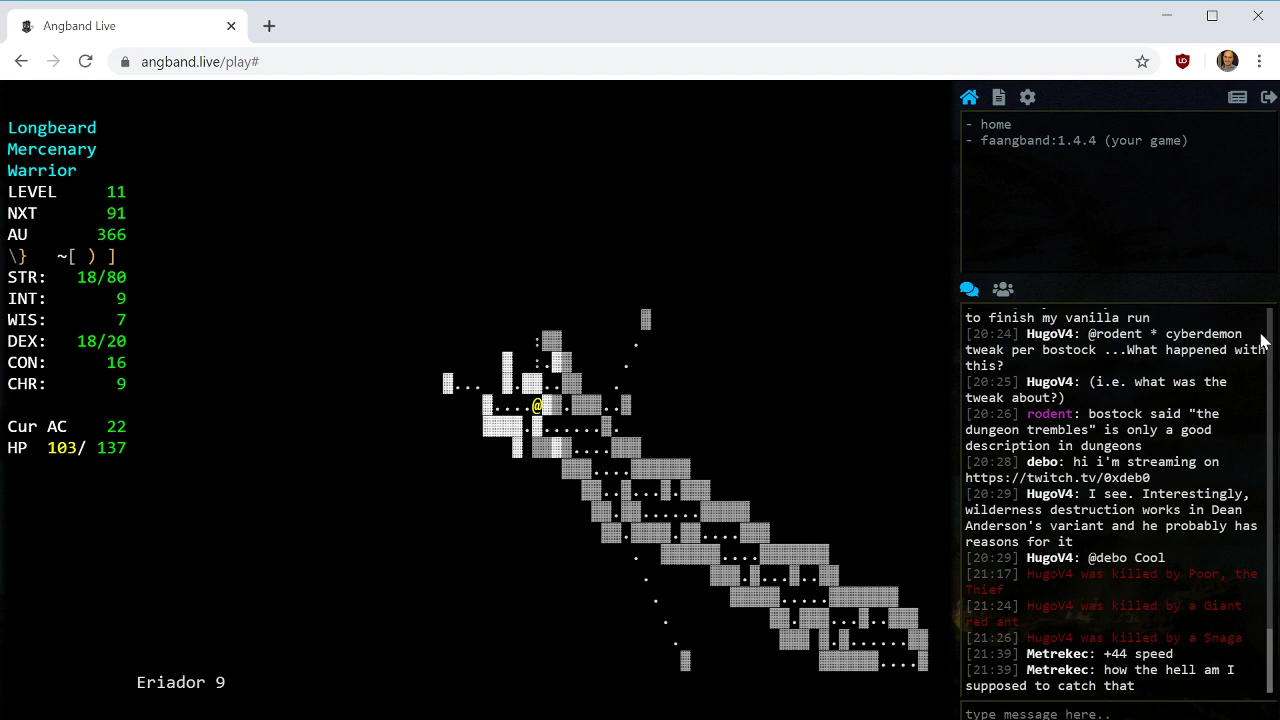 Angband Live
angband.live/play#
Longbeard
Mercenary
Warrior
LEVEL 11
NXT 91
AU 366
\} ~[ ) ]
STR: 18/80
INT: 9
WIS: 7
DEX: 18/20
CON: 16
CHR: 9
Cur AC 22
HP 103/ 137
@
Eriador 9
- home
- faangband:1.4.4 (your game)
to finish my vanilla run
[20:24] HugoV4: @rodent * cyberdemon
tweak per bostock ...What happened with
this?
[20:25] HugoV4: (i.e. what was the
tweak about?)
[20:26] rodent: bostock said "the
dungeon trembles" is only a good
description in dungeons
[20:28] debo: hi i'm streaming on
https://twitch.tv/0xdeb0
[20:29] HugoV4: I see. Interestingly,
wilderness destruction works in Dean
Anderson's variant and he probably has
reasons for it
[20:29] HugoV4: @debo Cool
[21:17] HugoV4 was killed by Poor, the
Thief
[21:24] HugoV4 was killed by a Giant
red ant
[21:26] HugoV4 was killed by a Snaga
[21:39] Metrekec: +44 speed
[21:39] Metrekec: how the hell am I
supposed to catch that
type message here..